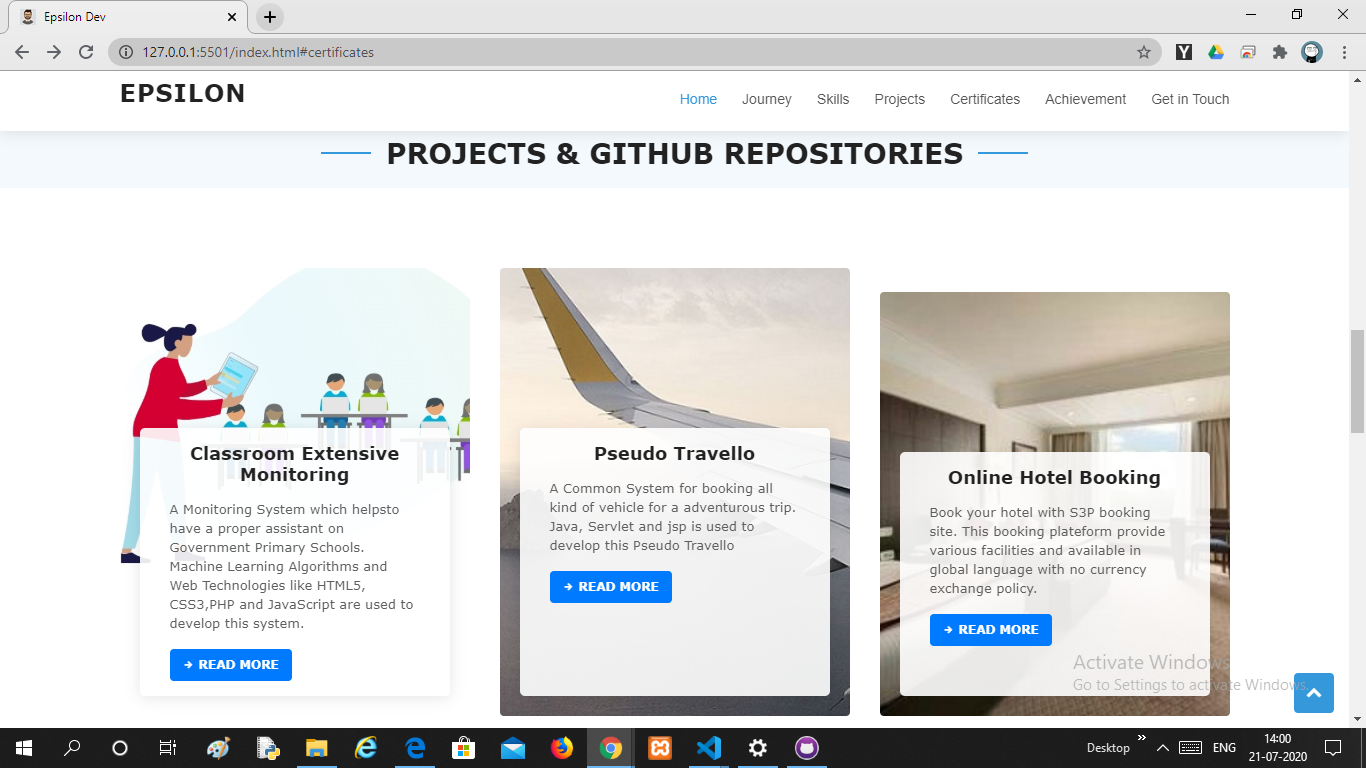 Epsilon Dev
127.0.0.1:5501/index.html#certificates
EPSILON
Home Journey Skills Projects Certificates Achievement Get in Touch
PROJECTS & GITHUB REPOSITORIES
Classroom Extensive
Monitoring
A Monitoring System which helpsto
have a proper assistant on
Government Primary Schools.
Machine Learning Algorithms and
Web Technologies like HTML5,
CSS3,PHP and JavaScript are used to
develop this system.
READ MORE
Pseudo Travello
A Common System for booking all
kind of vehicle for a adventurous trip.
Java, Servlet and jsp is used to
develop this Pseudo Travello
READ MORE
Online Hotel Booking
Book your hotel with S3P booking
site. This booking plateform provide
various facilities and available in
global language with no currency
exchange policy.
READ MORE
Activate Windows
Go to Settings to activate Windows.
Desktop
ENG
14:00
21-07-2020